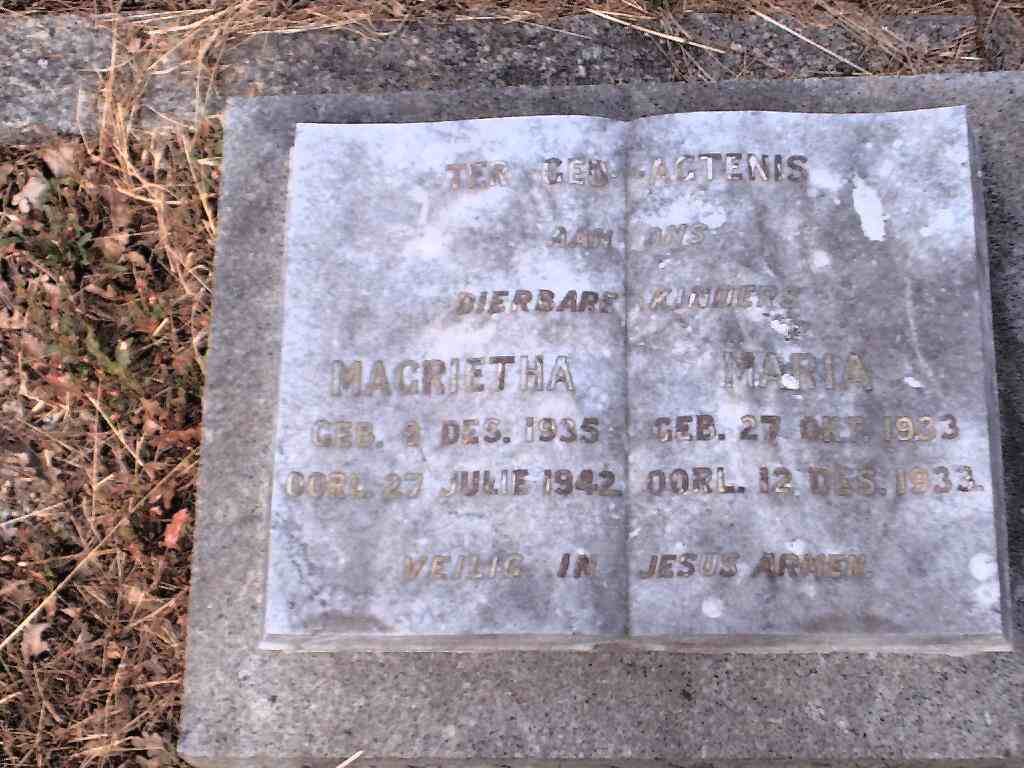 TER GED- -AGTENIS
AAN ONS
DIERBARE KINDERS
MAGRIETHA MARIA
GEB. 2 DES. 1935 GEB. 27 OKT. 1933
OORL. 27 JULIE 1942 OORL. 12 DES. 1933.
VEILIG IN JESUS ARMEN